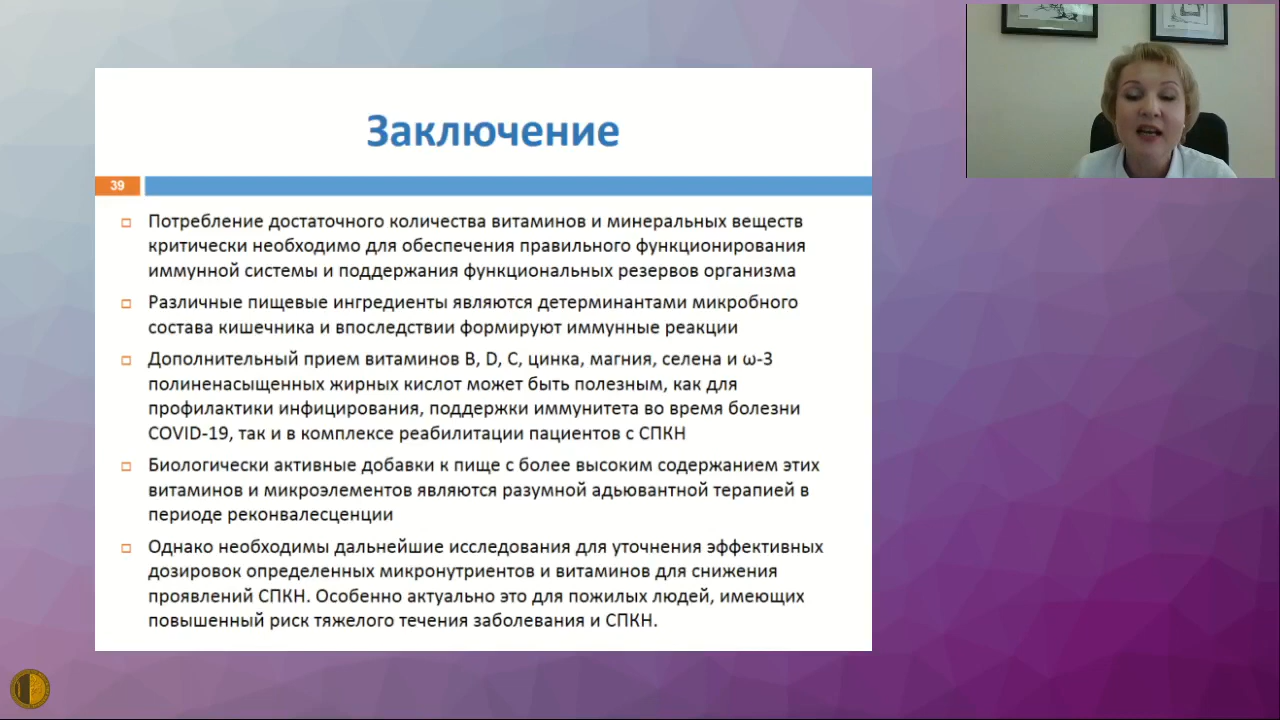 Заключение
39
Потребление достаточного количества витаминов и минеральных веществ
критически необходимо для обеспечения правильного функционирования
иммунной системы и поддержания функциональных резервов организма
Различные пищевые ингредиенты являются детерминантами микробного
состава кишечника и впоследствии формируют иммунные реакции
Дополнительный прием витаминов В, D, С, цинка, магния, селена и ω-3
полиненасыщенных жирных кислот может быть полезным, как для
профилактики инфицирования, поддержки иммунитета во время болезни
COVID-19, так и в комплексе реабилитации пациентов с СПКН
Биологически активные добавки к пище с более высоким содержанием этих
витаминов и микроэлементов являются разумной адьювантной терапией в
периоде реконвалесценции
Однако необходимы дальнейшие исследования для уточнения эффективных
дозировок определенных микронутриентов и витаминов для снижения
проявлений СПКН. Особенно актуально это для пожилых людей, имеющих
повышенный риск тяжелого течения заболевания и СПКН.